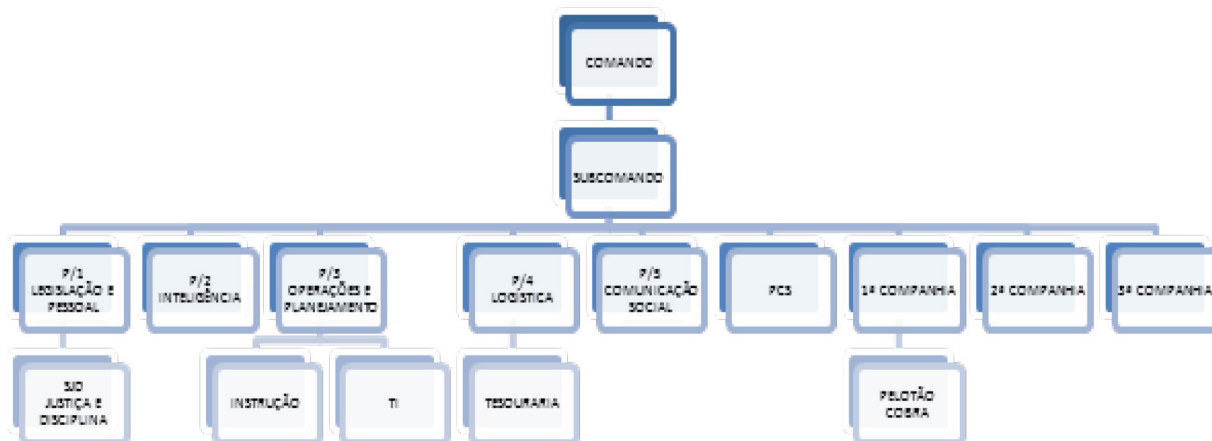 COMANDO
SUBCOMANDO
P/1
LEGISLAÇÃO E
PESSOAL
P/2
INTELIGÊNCIA
P/3
OPERAÇÕES E
PLANEJAMENTO
P/4
LOGÍSTICA
P/5
COMUNICAÇÃO
SOCIAL
PCS
1ª COMPANHIA
2ª COMPANHIA
3ª COMPANHIA
SJD
JUSTIÇA E
DISCIPLINA
INSTRUÇÃO
TI
TESOURARIA
PELOTÃO
COBRA